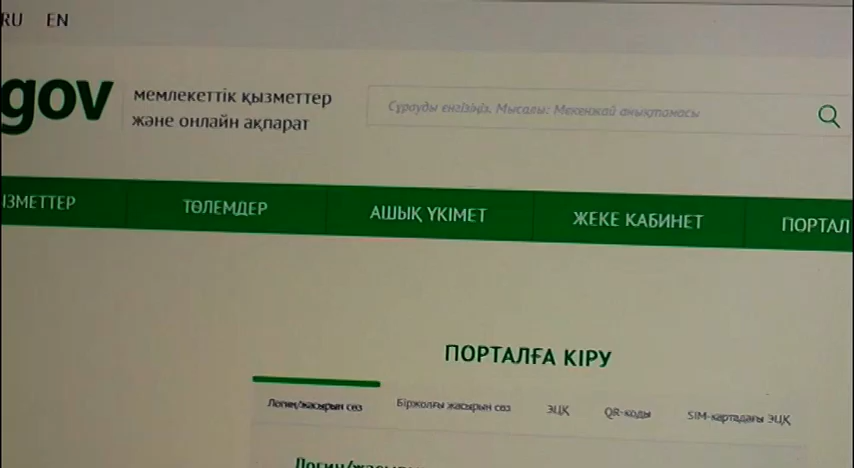 RU EN
gov
мемлекеттік қызметтер
және онлайн ақпарат
Сұрауды енгізіңіз. Мысалы: Мекенжай анықтамасы
ІЗМЕТТЕР ТӨЛЕМДЕР АШЫҚ ҮКІМЕТ ЖЕКЕ КАБИНЕТ ПОРТАЛ
ПОРТАЛҒА КІРУ
Логин/жасырын сөз Біржолғы жасырын сөз ЭЦҚ QR-коды SIM-картадағы ЭЦҚ